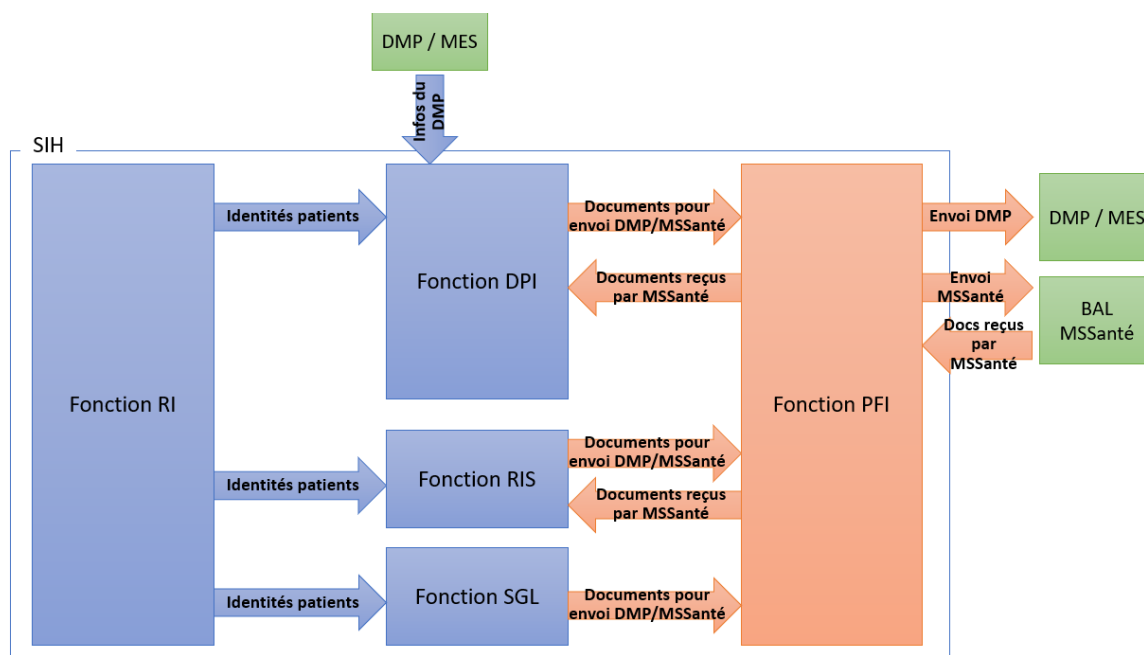 DMP / MES
Infos du
DMP
SIH
Fonction RI
Identités patients
Fonction DPI
Documents pour
envoi DMP/MSSanté
Documents reçus
par MSSanté
Fonction PFI
Envoi DMP
DMP / MES
Envoi
MSSanté
BAL
MSSanté
Docs reçus
par
MSSanté
Identités patients
Fonction RIS
Documents pour
envoi DMP/MSSanté
Documents reçus
par MSSanté
Identités patients
Fonction SGL
Documents pour
envoi DMP/MSSanté